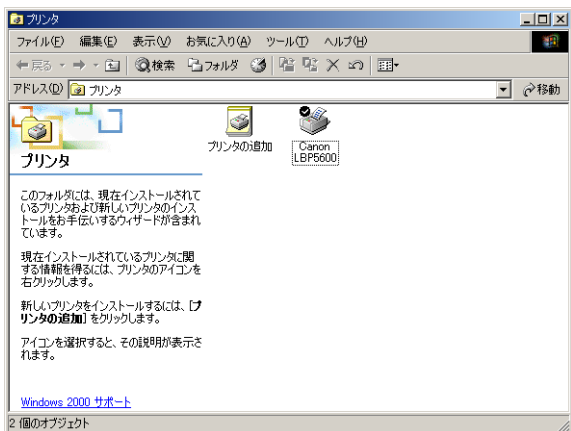 プリンタ
ファイル(F) 編集(E) 表示(V) お気に入り(A) ツール(T) ヘルプ(H)
戻る 検索 フォルダ
アドレス(D) プリンタ 移動
プリンタの追加
Canon
LBP5600
プリンタ
このフォルダには、現在インストールされて
いるプリンタおよび新しいプリンタのインス
トールをお手伝いするウィザードが含まれ
ています。
現在インストールされているプリンタに関
する情報を得るには、プリンタのアイコンを
右クリックします。
新しいプリンタをインストールするには、[プ
リンタの追加] をクリックします。
アイコンを選択すると、その説明が表示さ
れます。
Windows 2000 サポート
2 個のオブジェクト